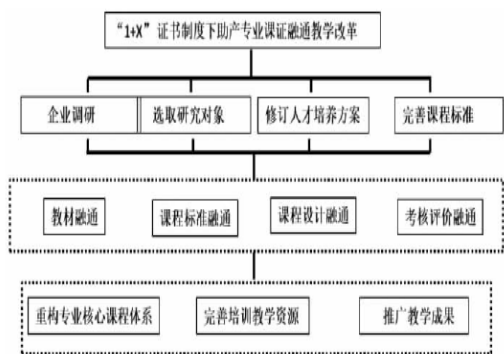 “1+X”证书制度下助产专业课证融通教学改革
企业调研 选取研究对象 修订人才培养方案 完善课程标准
教材融通 课程标准融通 课程设计融通 考核评价融通
重构专业核心课程体系 完善培训教学资源 推广教学成果